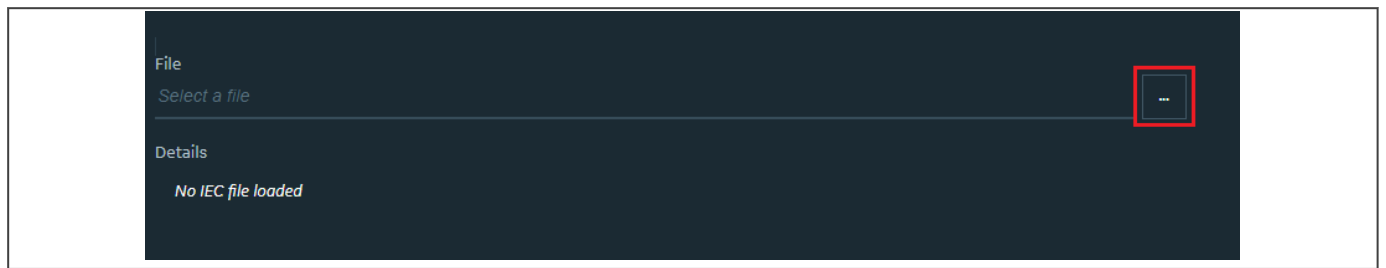 File
Select a file
...
Details
No IEC file loaded